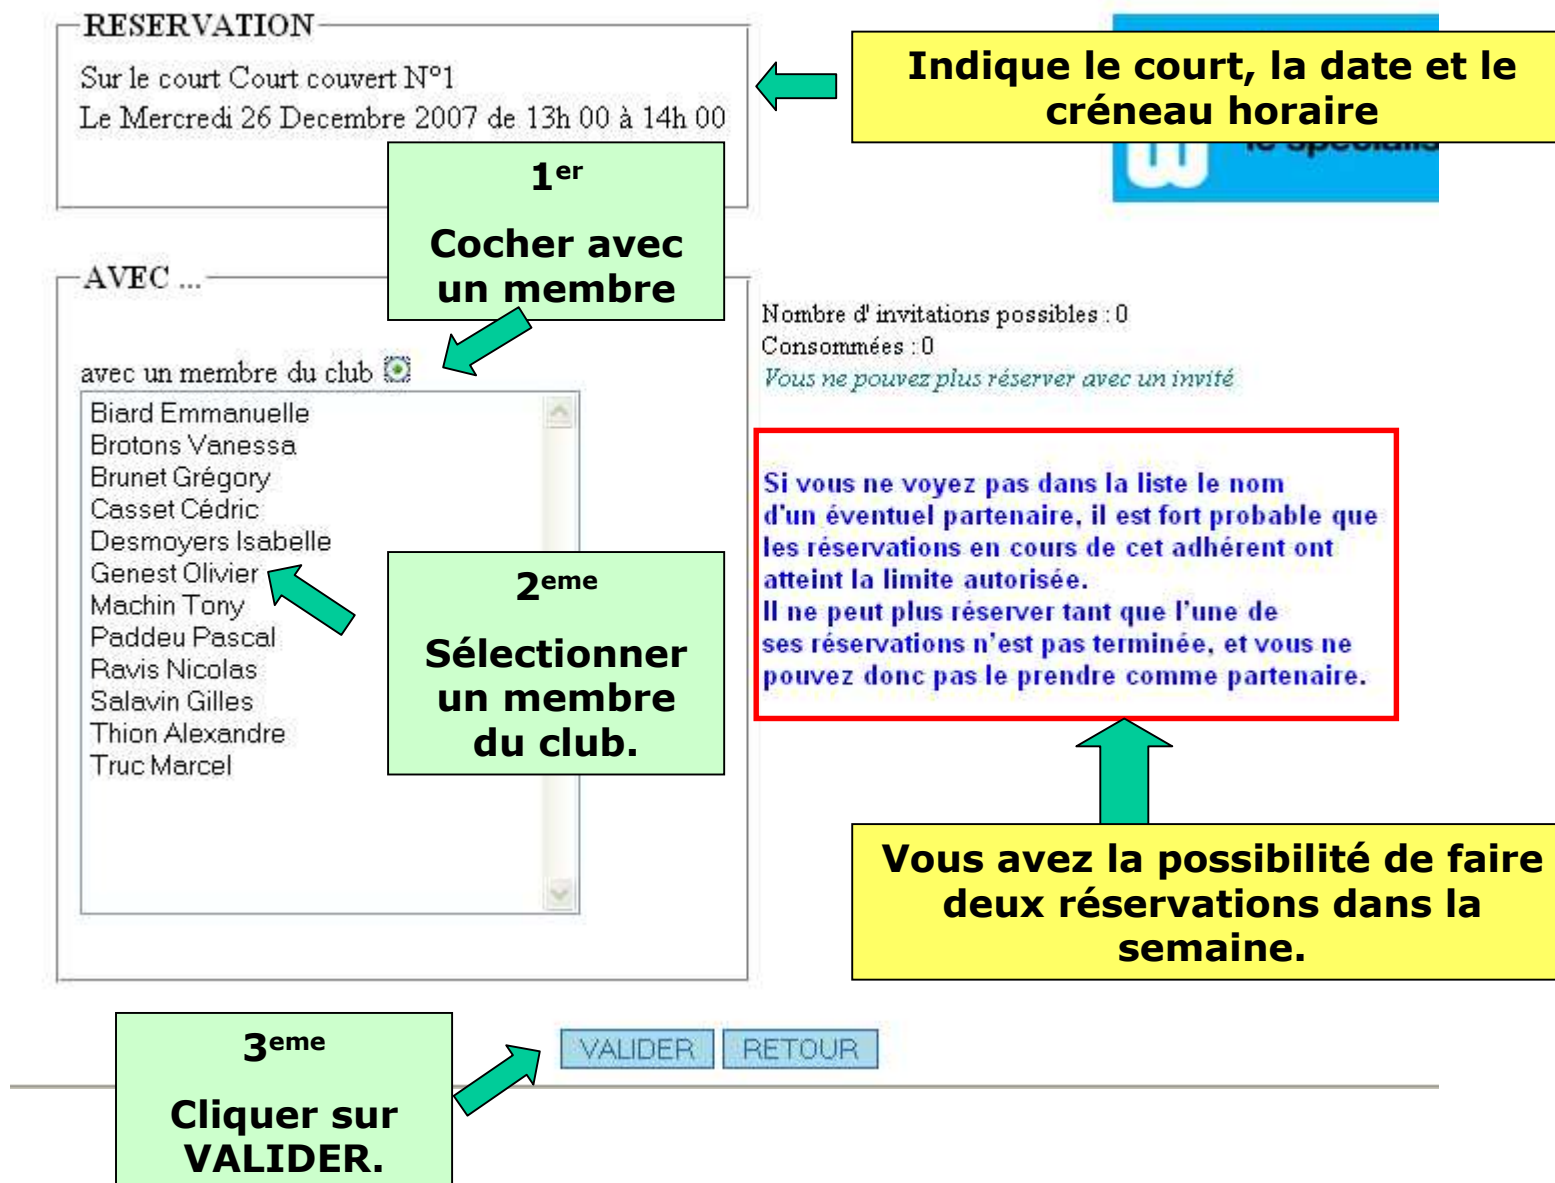 RESERVATION
Sur le court Court couvert N°1
Le Mercredi 26 Decembre 2007 de 13h 00 à 14h 00
Indique le court, la date et le
créneau horaire
1er
Cocher avec
un membre
AVEC ...
avec un membre du club
Biard Emmanuelle
Brotons Vanessa
Brunet Grégory
Casset Cédric
Desmoyers Isabelle
Genest Olivier
Machin Tony
Paddeu Pascal
Ravis Nicolas
Salavin Gilles
Thion Alexandre
Truc Marcel
Nombre d' invitations possibles : 0
Consommées : 0
Vous ne pouvez plus réserver avec un invité
Si vous ne voyez pas dans la liste le nom
d'un éventuel partenaire, il est fort probable que
les réservations en cours de cet adhérent ont
atteint la limite autorisée.
Il ne peut plus réserver tant que l'une de
ses réservations n'est pas terminée, et vous ne
pouvez donc pas le prendre comme partenaire.
2eme
Sélectionner
un membre
du club.
Vous avez la possibilité de faire
deux réservations dans la
semaine.
3eme
Cliquer sur
VALIDER.
VALIDER
RETOUR